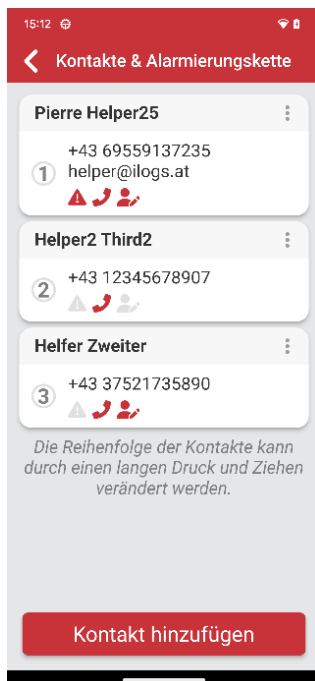 15:12
Kontakte & Alarmierungskette
Pierre Helper25
+43 69559137235
1
helper@ilogs.at
Helper2 Third2
+43 12345678907
2
Helfer Zweiter
+43 37521735890
3
Die Reihenfolge der Kontakte kann
durch einen langen Druck und Ziehen
verändert werden.
Kontakt hinzufügen